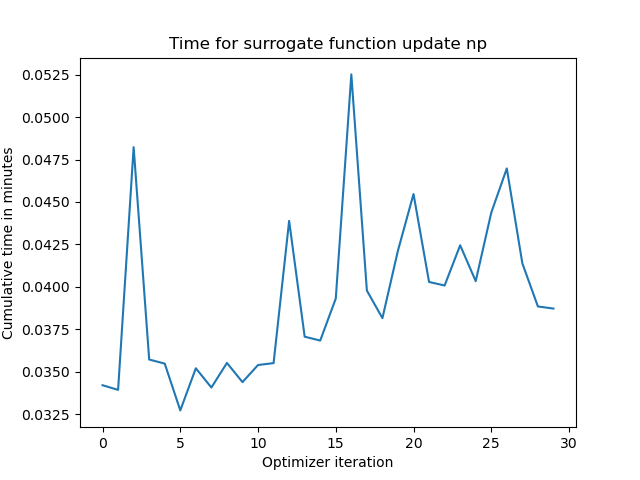 Time for surrogate function update np
Cumulative time in minutes
0.0525
0.0500
0.0475
0.0450
0.0425
0.0400
0.0375
0.0350
0.0325
0 5 10 15 20 25 30
Optimizer iteration